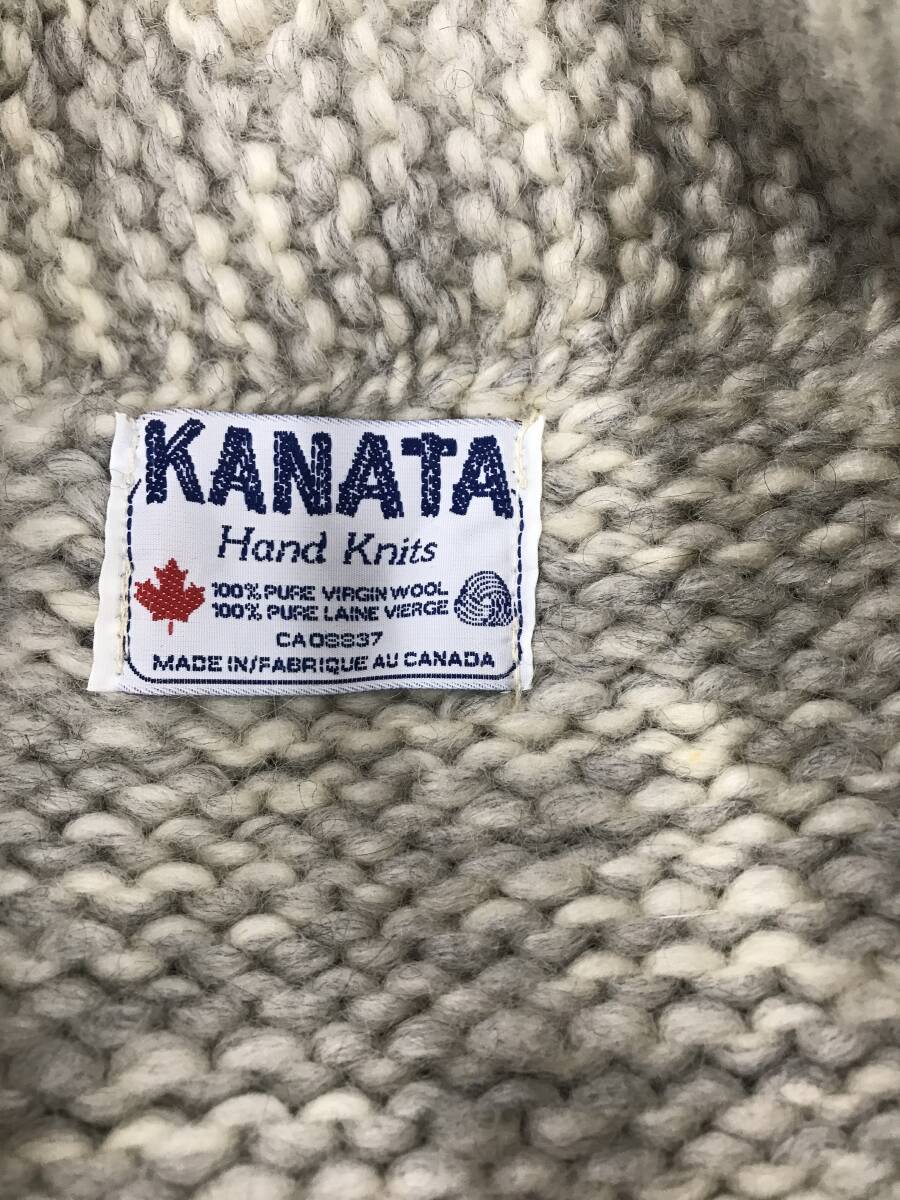 KANATA
Hand Knits
100% PURE VIRGIN WOOL
100% PURE LAINE VIERGE
CA08837
MADE IN/FABRIQUE AU CANADA